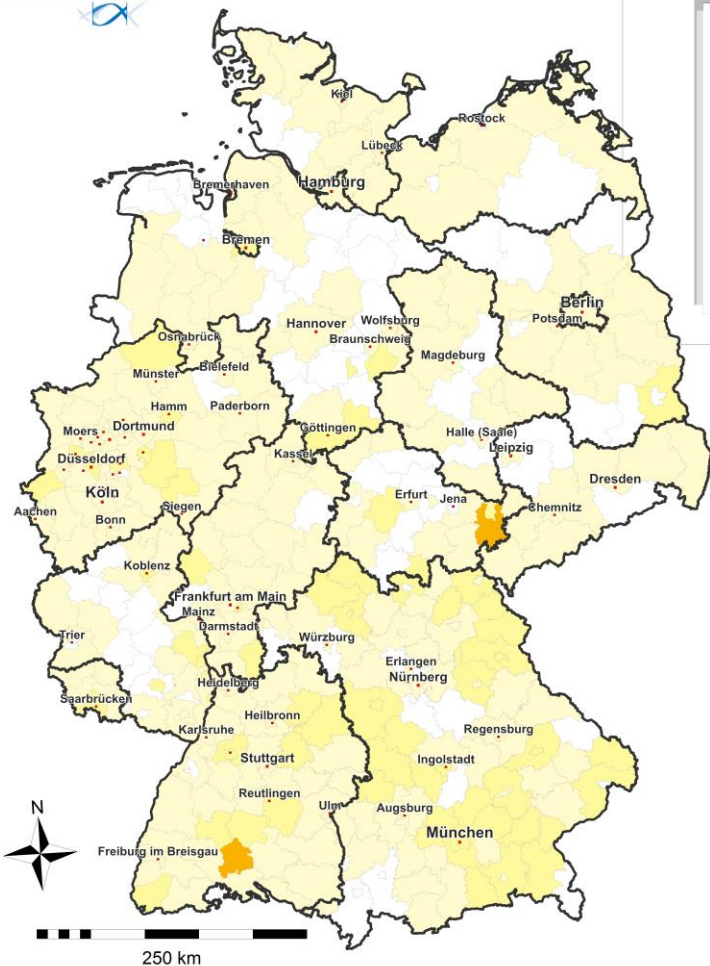 Kiel
Rostock
Lübeck
Hamburg
Bremerhaven
Bremen
Berlin
Potsdam
Hannover
Wolfsburg
Braunschweig
Osnabrück
Magdeburg
Bielefeld
Münster
Hamm
Paderborn
Moers
Dortmund
Göttingen
Halle (Saale)
Leipzig
Kassel
Düsseldorf
Dresden
Köln
Erfurt
Jena
Chemnitz
Siegen
Aachen
Bonn
Koblenz
Frankfurt am Main
Mainz
Darmstadt
Trier
Würzburg
Erlangen
Nürnberg
Heidelberg
Saarbrücken
Heilbronn
Karlsruhe
Regensburg
Stuttgart
Ingolstadt
Reutlingen
Ulm
Augsburg
N
München
Freiburg im Breisgau
250 km